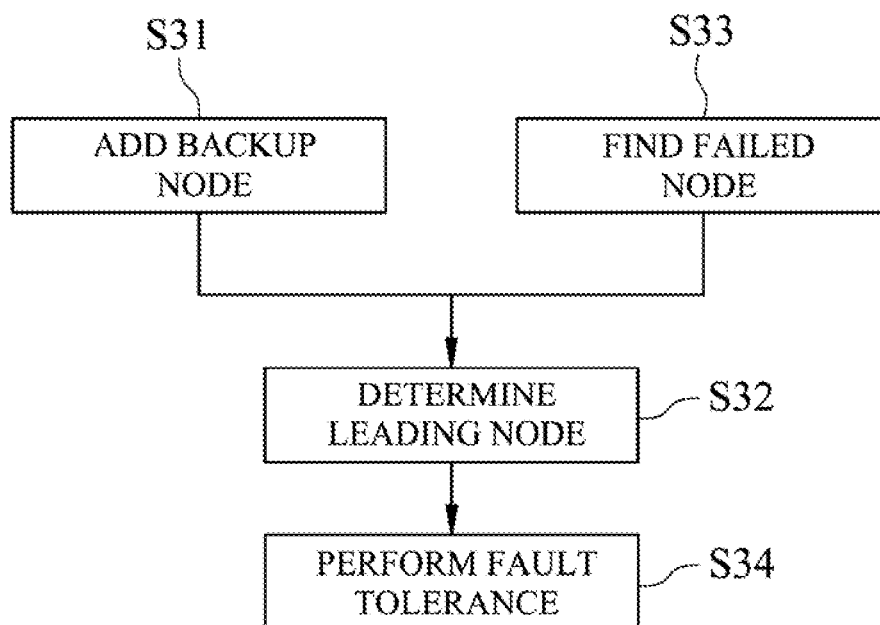 S31
S33
ADD BACKUP
NODE
FIND FAILED
NODE
DETERMINE
LEADING NODE
S32
PERFORM FAULT
TOLERANCE
S34